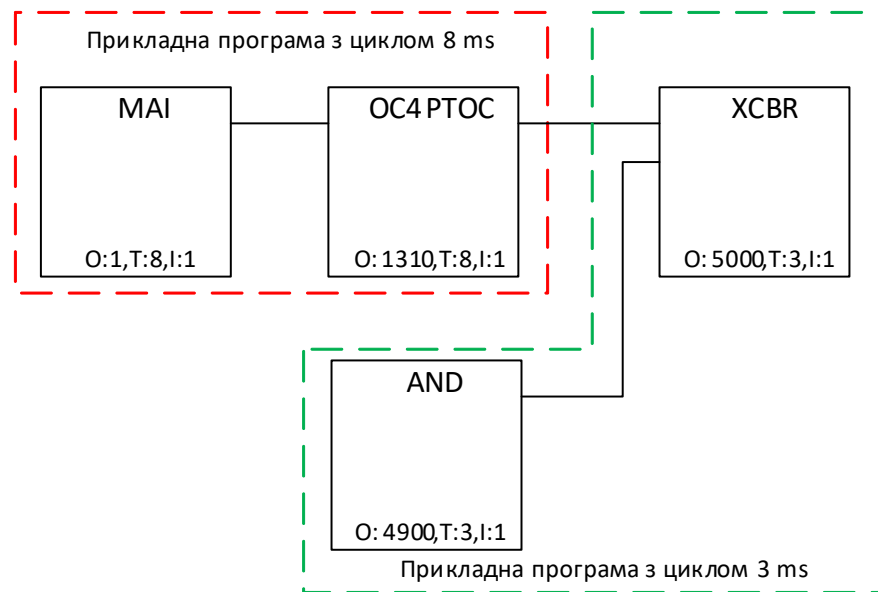 Прикладна програма з циклом 8 ms
MAI
OC4 PTOC
XCBR
O:1,T:8,I:1
O: 1310,T:8,I:1
O: 5000,T:3,I:1
AND
O: 4900,T:3,I:1
Прикладна програма з циклом 3 ms